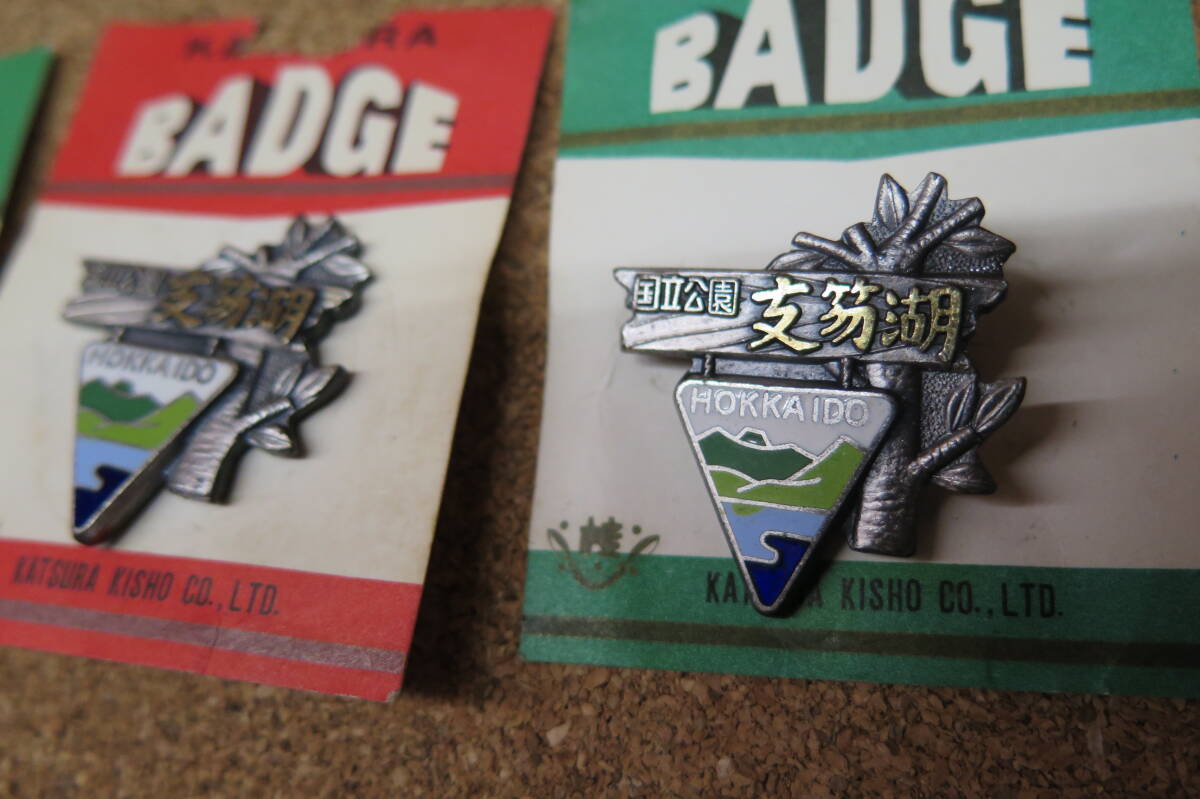 BADGE
支笏湖
HOKKAIDO
KATSURA KISHO CO., LTD.
BADGE
国立公園 支笏湖
HOKKAIDO
桂
KISHO CO., LTD.